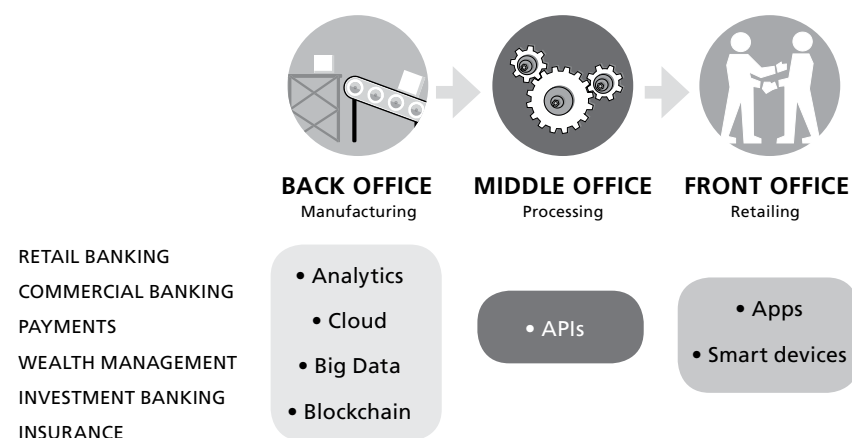 BACK OFFICE
Manufacturing
MIDDLE OFFICE
Processing
FRONT OFFICE
Retailing
RETAIL BANKING
COMMERCIAL BANKING
PAYMENTS
WEALTH MANAGEMENT
INVESTMENT BANKING
INSURANCE
• Analytics
• Cloud
• Big Data
• Blockchain
• APIs
• Apps
• Smart devices